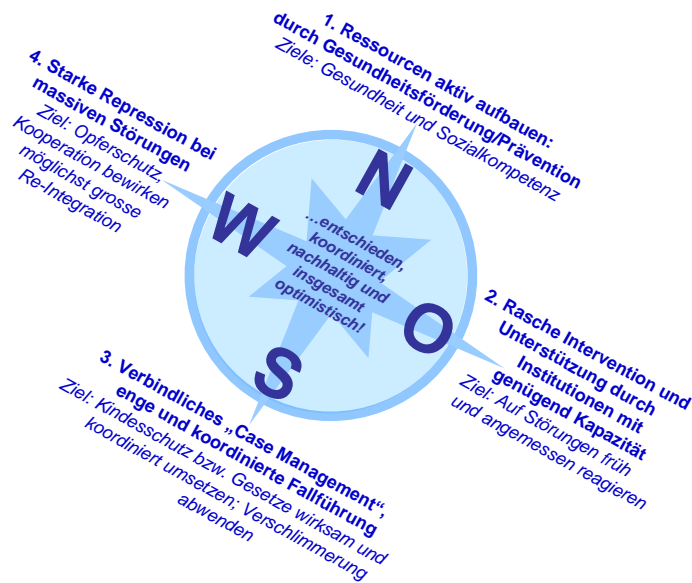 1. Ressourcen aktiv aufbauen:
durch Gesundheitsförderung/Prävention
Ziele: Gesundheit und Sozialkompetenz
4. Starke Repression bei
massiven Störungen
Ziel: Opferschutz,
Kooperation bewirken
möglichst grosse
Re-Integration
N
W
…entschieden,
koordiniert,
nachhaltig und
insgesamt
optimistisch!
O
S
2. Rasche Intervention und
Unterstützung durch
Institutionen mit
genügend Kapazität
Ziel: Auf Störungen früh
und angemessen reagieren
3. Verbindliches „Case Management“,
enge und koordinierte Fallführung
Ziel: Kindesschutz bzw. Gesetze wirksam und
koordiniert umsetzen; Verschlimmerung
abwenden